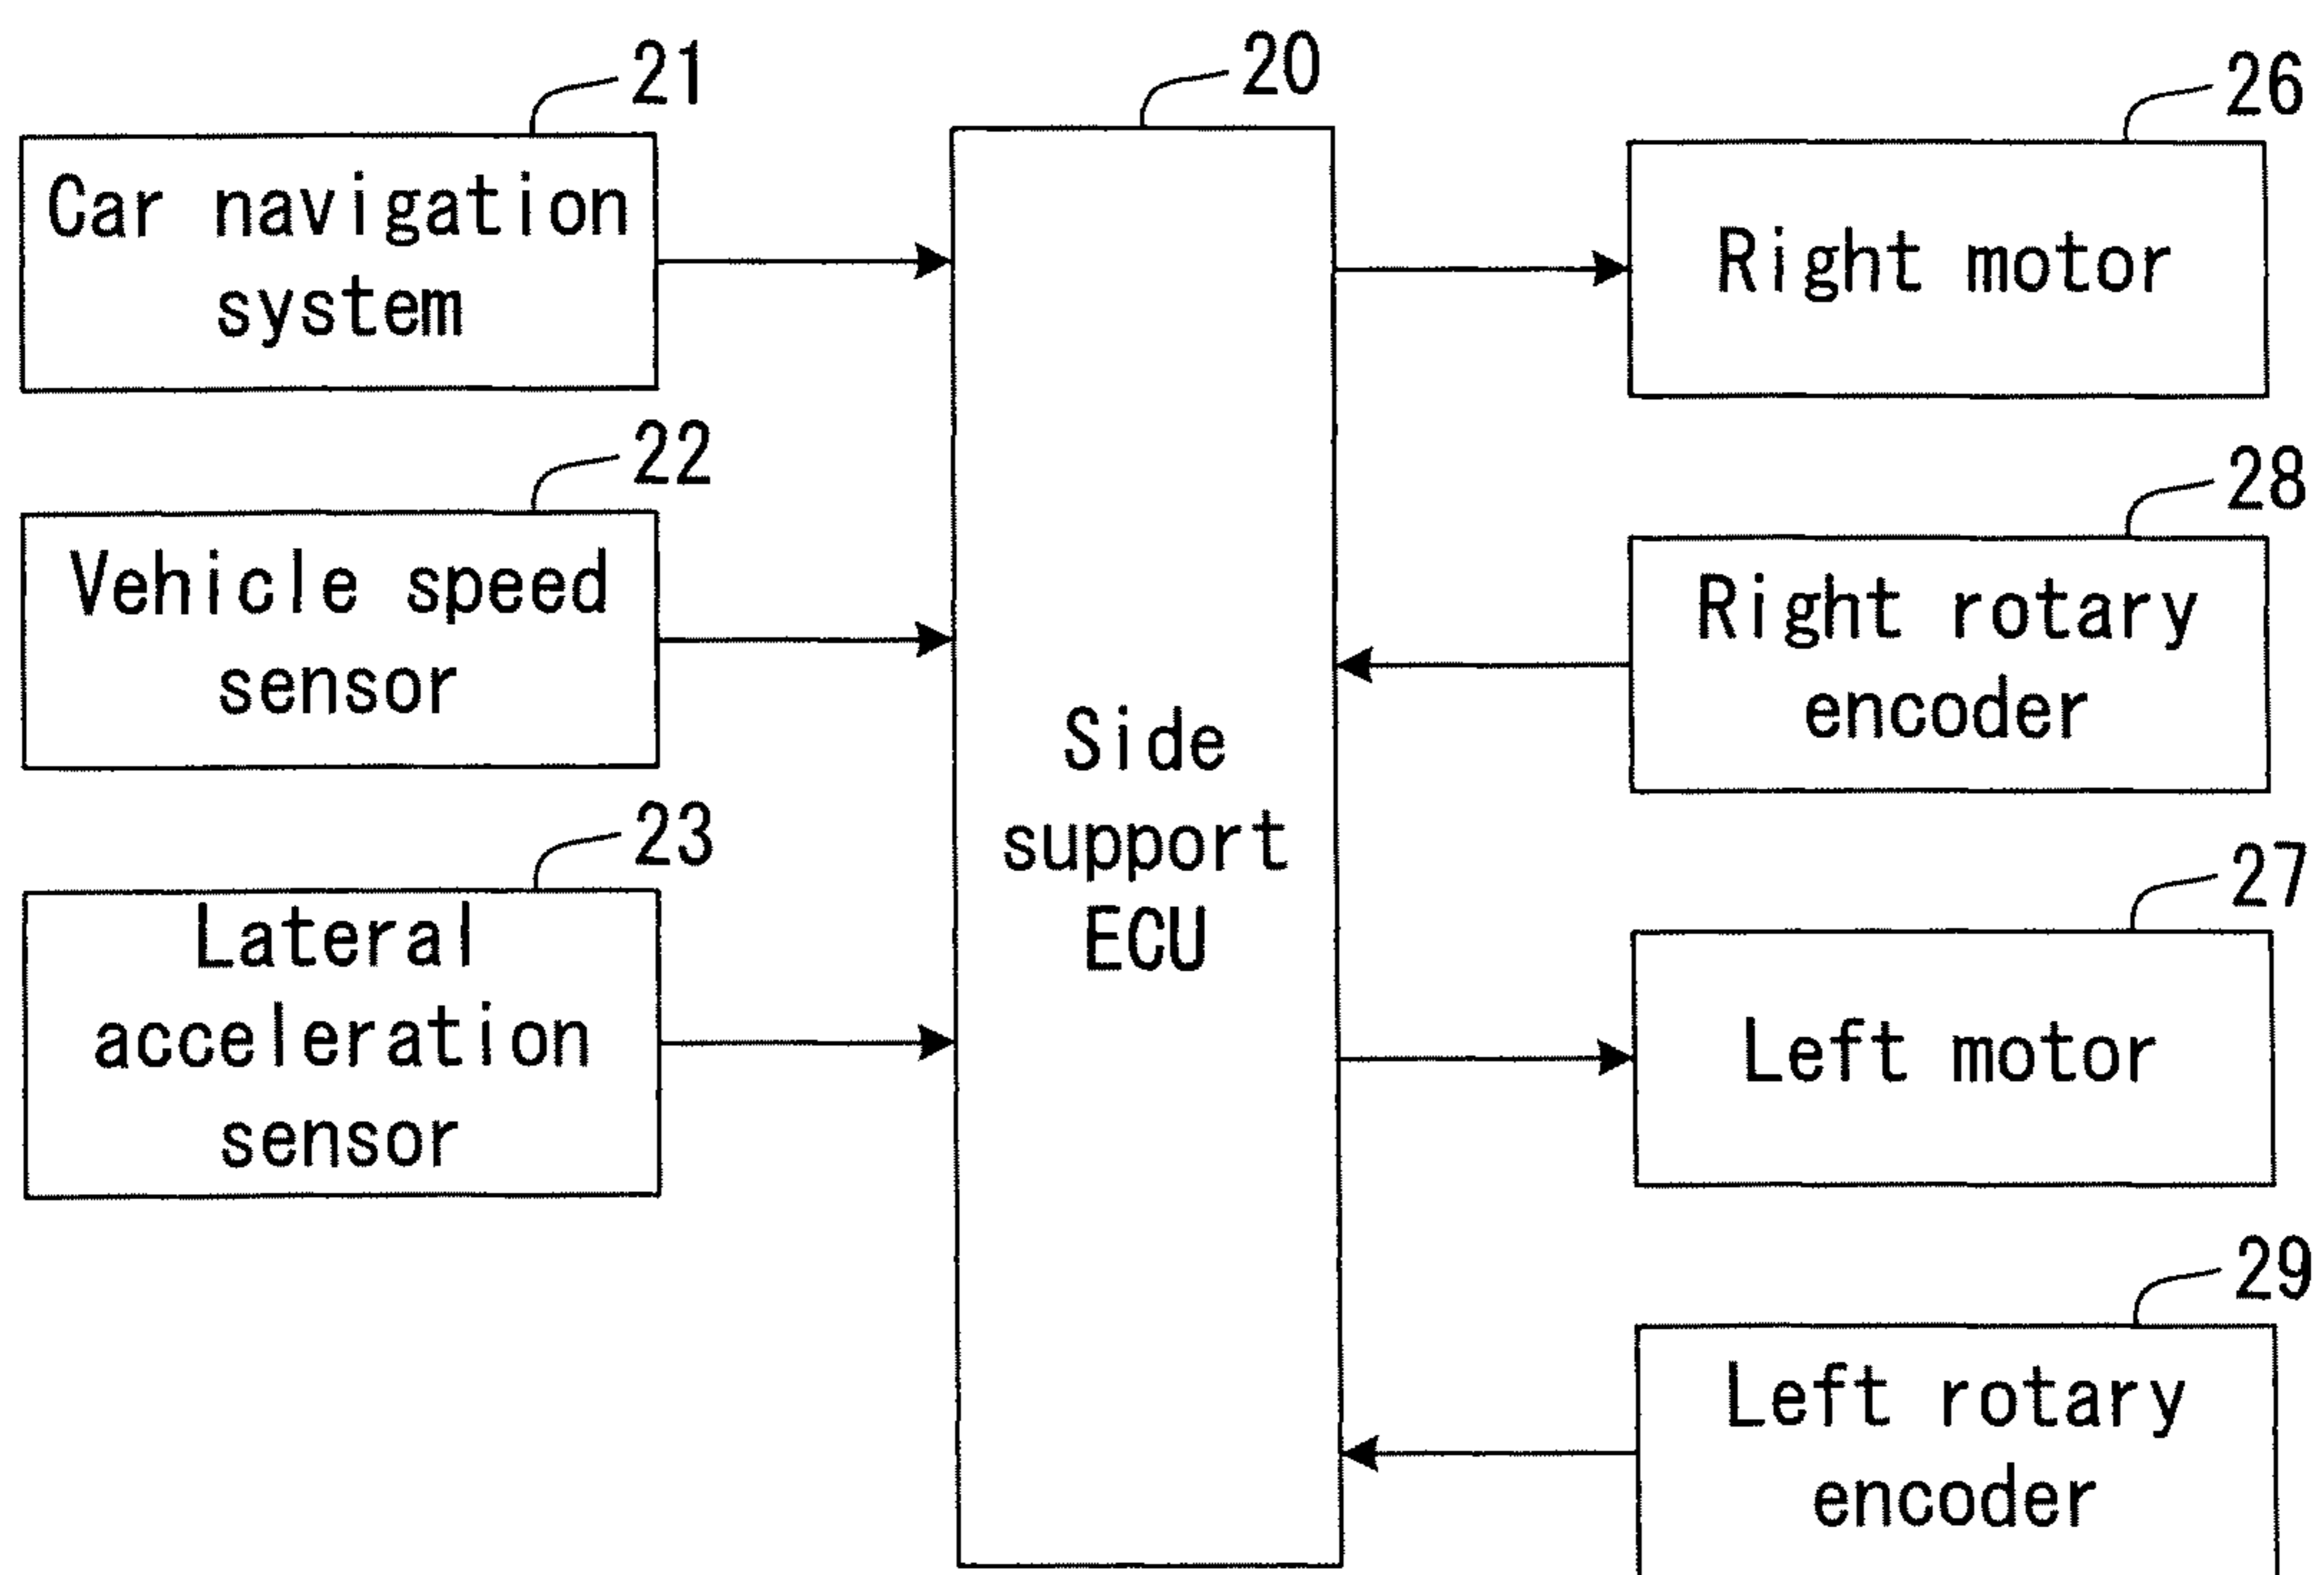 21
Car navigation
system
22
Vehicle speed
sensor
23
Lateral
acceleration
sensor
20
Side
support
ECU
26
Right motor
28
Right rotary
encoder
27
Left motor
29
Left rotary
encoder